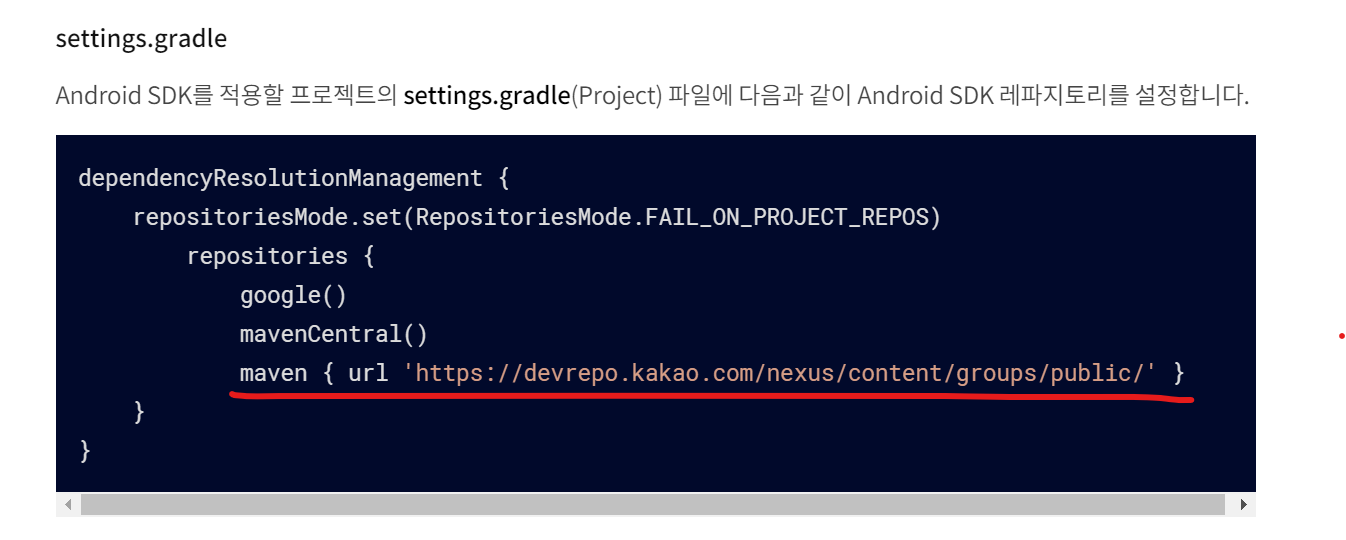 settings.gradle
Android SDK를 적용할 프로젝트의 settings.gradle(Project) 파일에 다음과 같이 Android SDK 레파지토리를 설정합니다.
dependencyResolutionManagement {
    repositoriesMode.set(RepositoriesMode.FAIL_ON_PROJECT_REPOS)
        repositories {
            google()
            mavenCentral()
            maven { url 'https://devrepo.kakao.com/nexus/content/groups/public/' }
    }
}